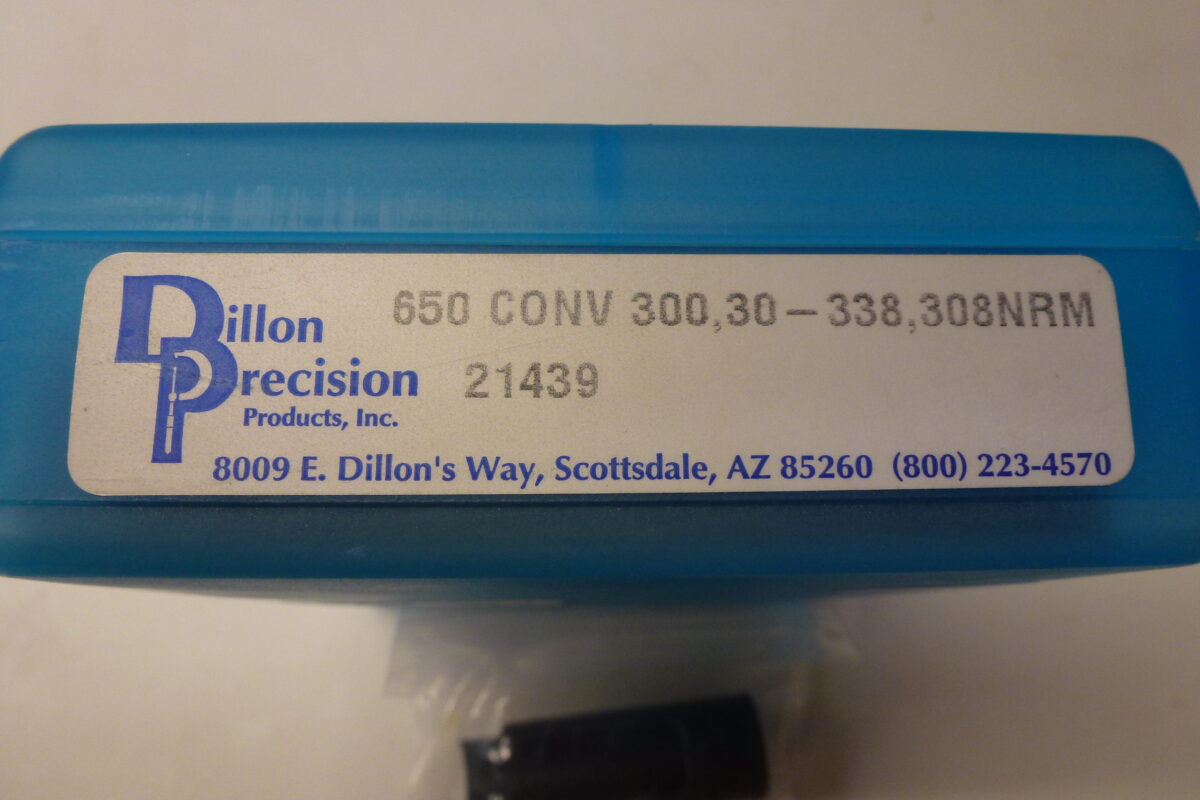 Dillon 650 CONV 300,30-338,308NRM
Precision 21439
Products, Inc.
8009 E. Dillon's Way, Scottsdale, AZ 85260 (800) 223-4570